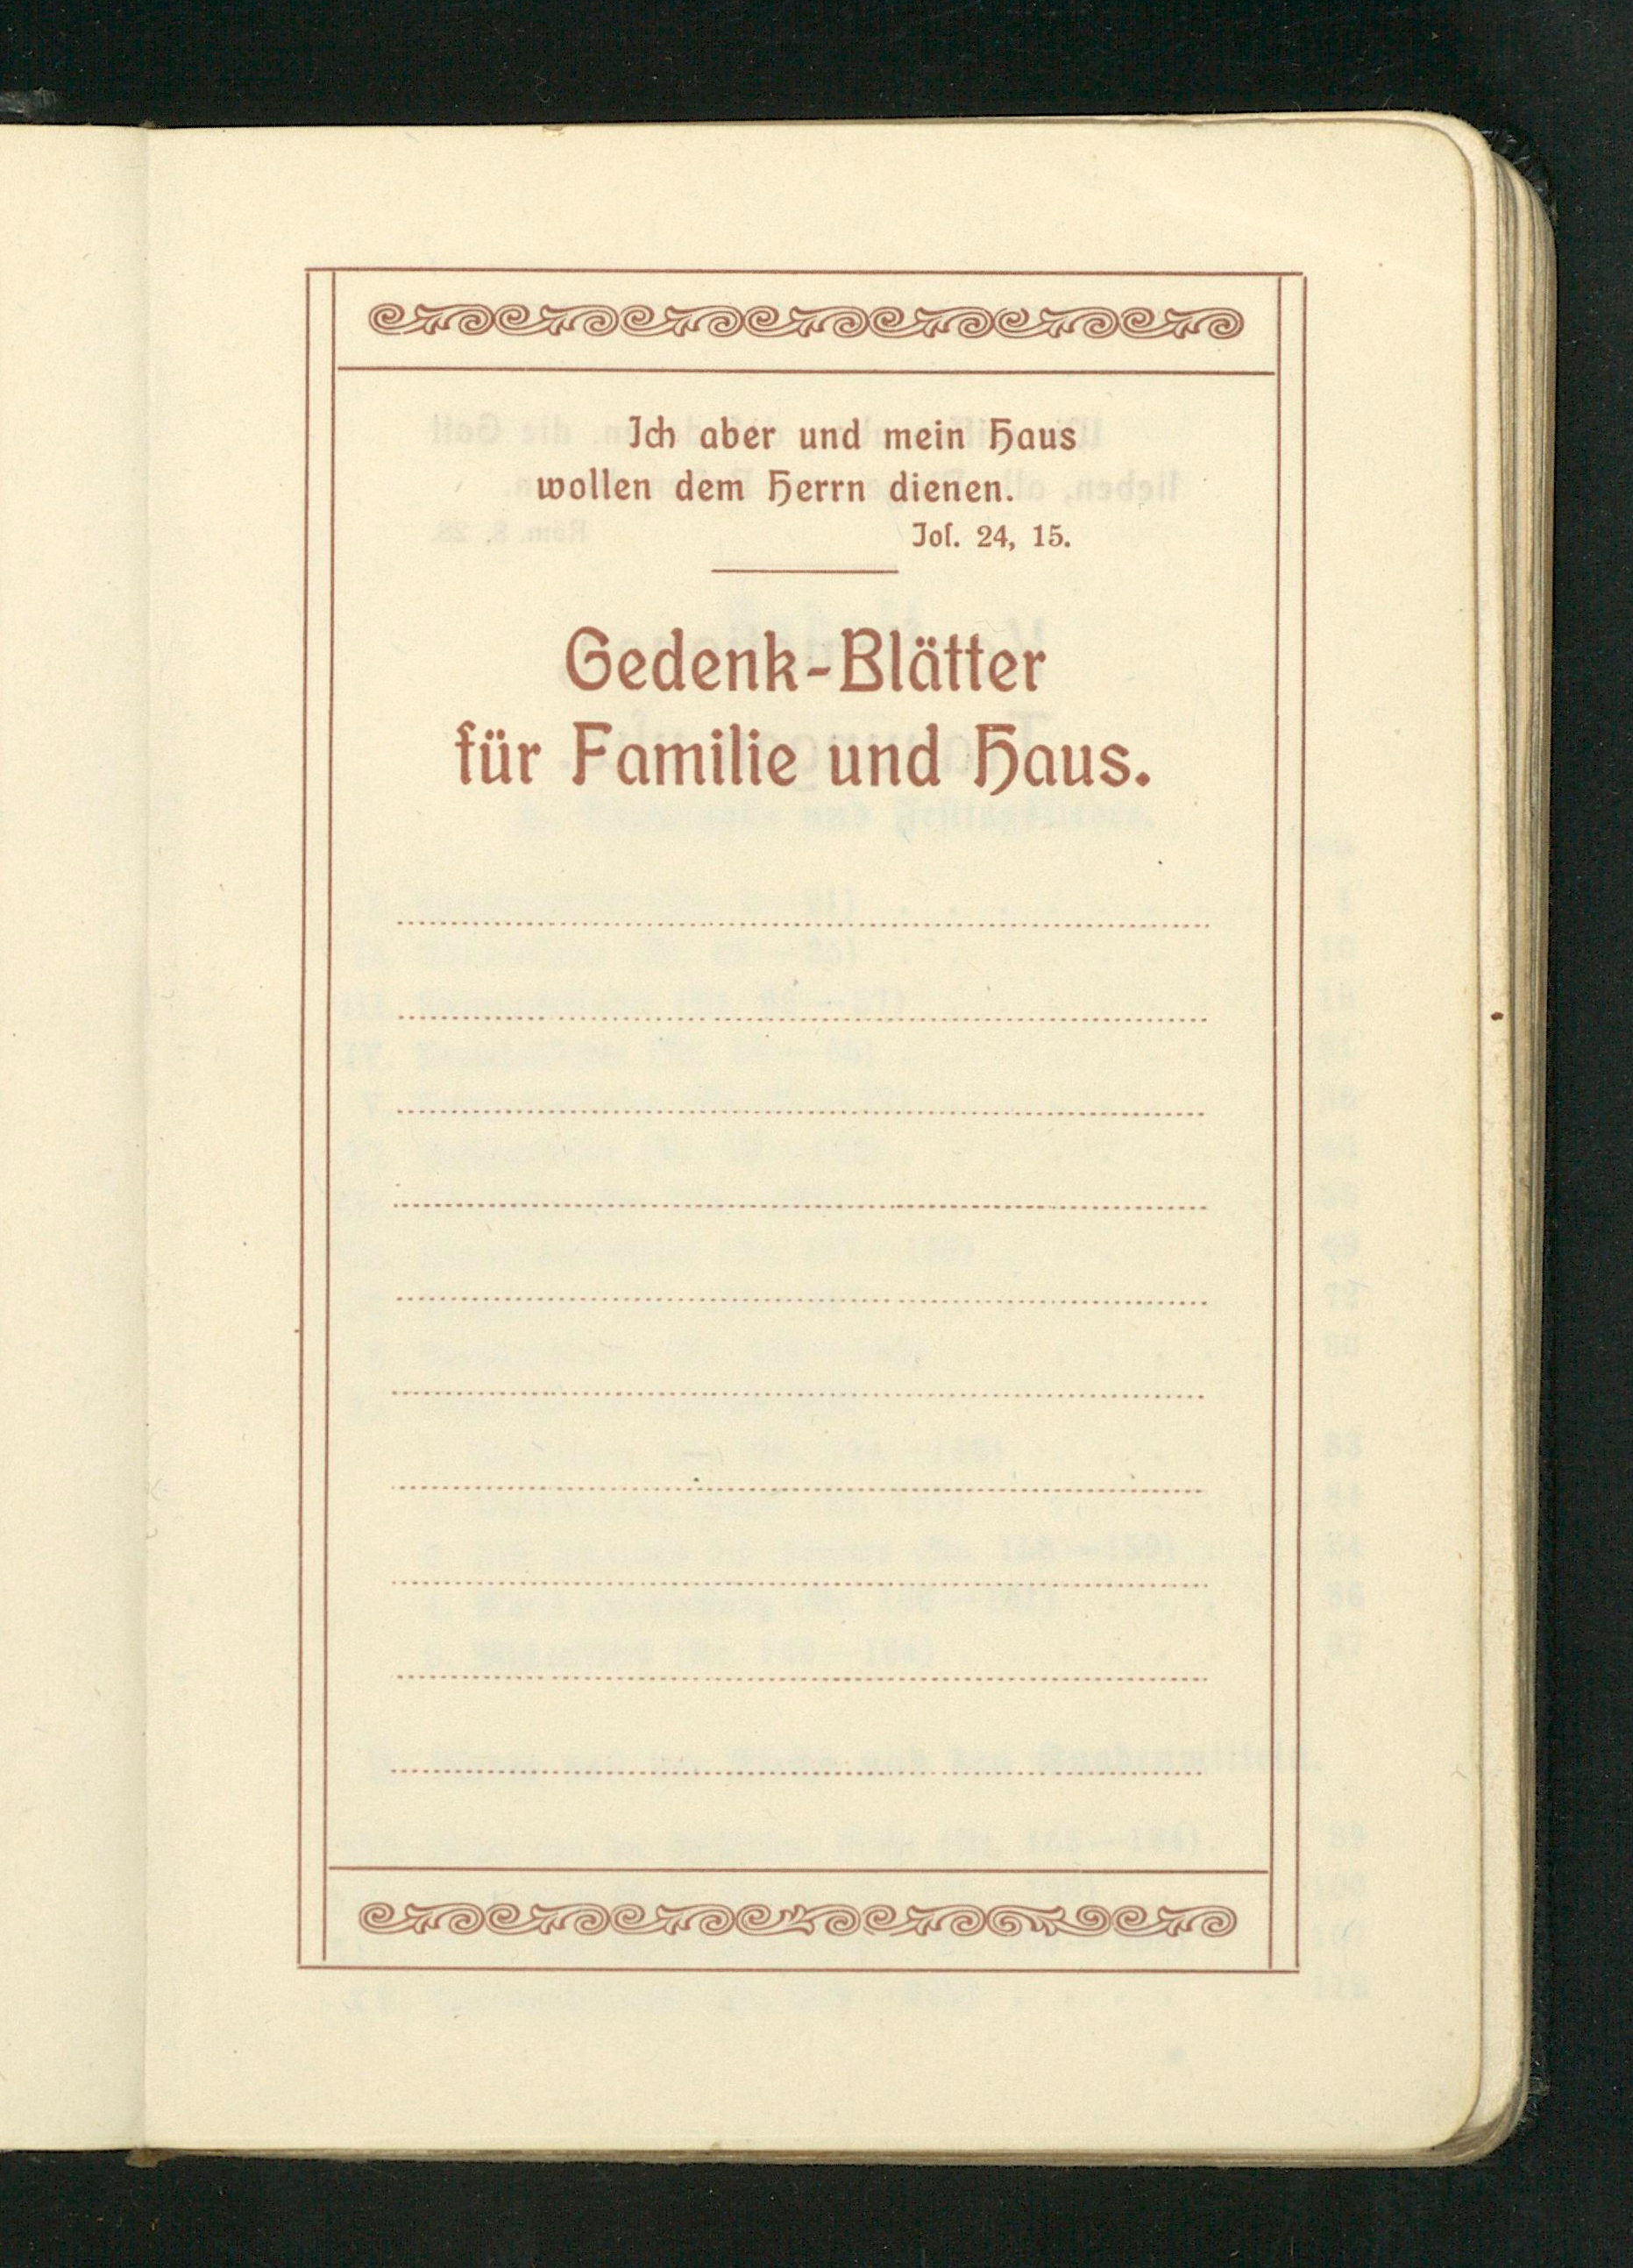 Ich aber und mein Haus
wollen dem Herrn dienen.
Jos. 24, 15.
Gedenk-Blätter
für Familie und Haus.